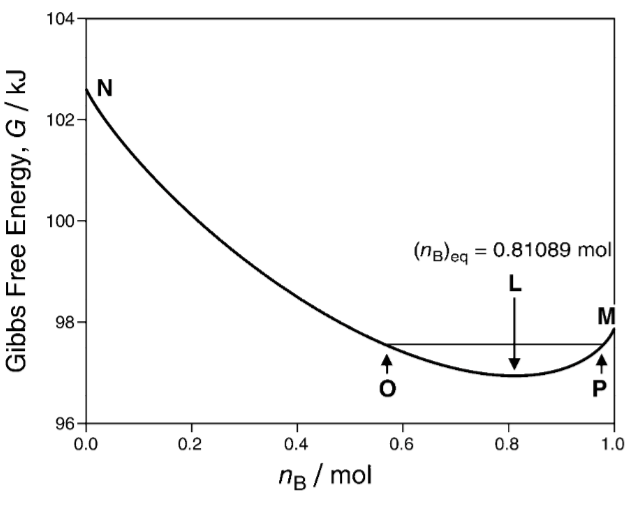 104
N
102
100
(nB)eq = 0.81089 mol
L
98
M
O
P
96
0.0 0.2 0.4 0.6 0.8 1.0
nB / mol
Gibbs Free Energy, G / kJ